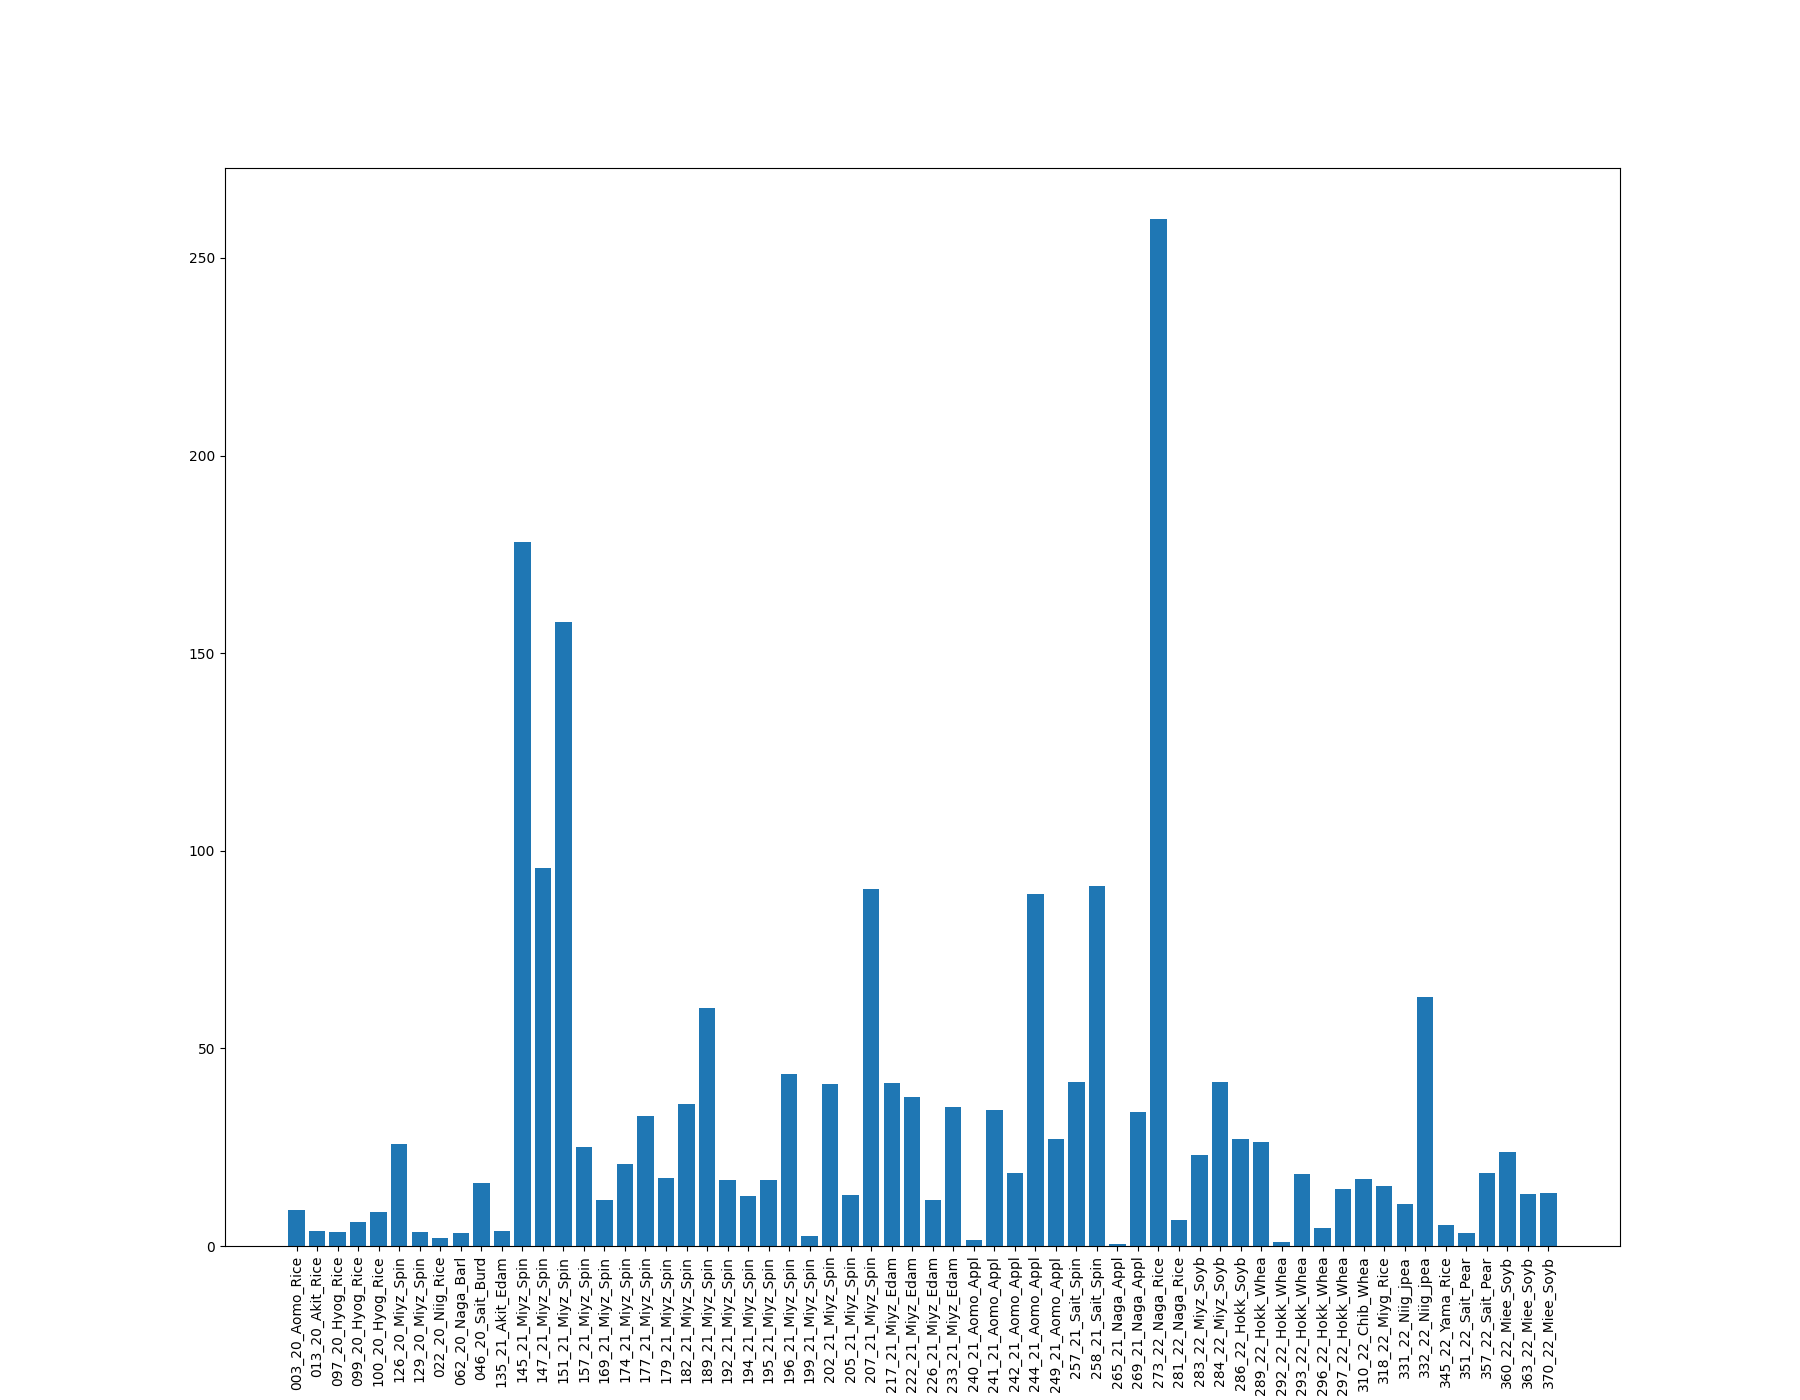 250
200
150
100
50
0
003_20_Aomo_Rice
013_20_Akit_Rice
097_20_Hyog_Rice
099_20_Hyog_Rice
100_20_Hyog_Rice
126_20_Miyz_Spin
129_20_Miyz_Spin
022_20_Niig_Rice
062_20_Naga_Barl
046_20_Sait_Burd
135_21_Akit_Edam
145_21_Miyz_Spin
147_21_Miyz_Spin
151_21_Miyz_Spin
157_21_Miyz_Spin
169_21_Miyz_Spin
174_21_Miyz_Spin
177_21_Miyz_Spin
179_21_Miyz_Spin
182_21_Miyz_Spin
189_21_Miyz_Spin
192_21_Miyz_Spin
194_21_Miyz_Spin
195_21_Miyz_Spin
196_21_Miyz_Spin
199_21_Miyz_Spin
202_21_Miyz_Spin
205_21_Miyz_Spin
207_21_Miyz_Spin
217_21_Miyz_Edam
222_21_Miyz_Edam
226_21_Miyz_Edam
233_21_Miyz_Edam
240_21_Aomo_Appl
241_21_Aomo_Appl
242_21_Aomo_Appl
244_21_Aomo_Appl
249_21_Aomo_Appl
257_21_Sait_Spin
258_21_Sait_Spin
265_21_Naga_Appl
269_21_Naga_Appl
273_22_Naga_Rice
281_22_Naga_Rice
283_22_Miyz_Soyb
284_22_Miyz_Soyb
286_22_Hokk_Soyb
289_22_Hokk_Whea
292_22_Hokk_Whea
293_22_Hokk_Whea
296_22_Hokk_Whea
297_22_Hokk_Whea
310_22_Chib_Whea
318_22_Miyg_Rice
331_22_Niig_jpea
332_22_Niig_jpea
345_22_Yama_Rice
351_22_Sait_Pear
357_22_Sait_Pear
360_22_Miee_Soyb
363_22_Miee_Soyb
370_22_Miee_Soyb